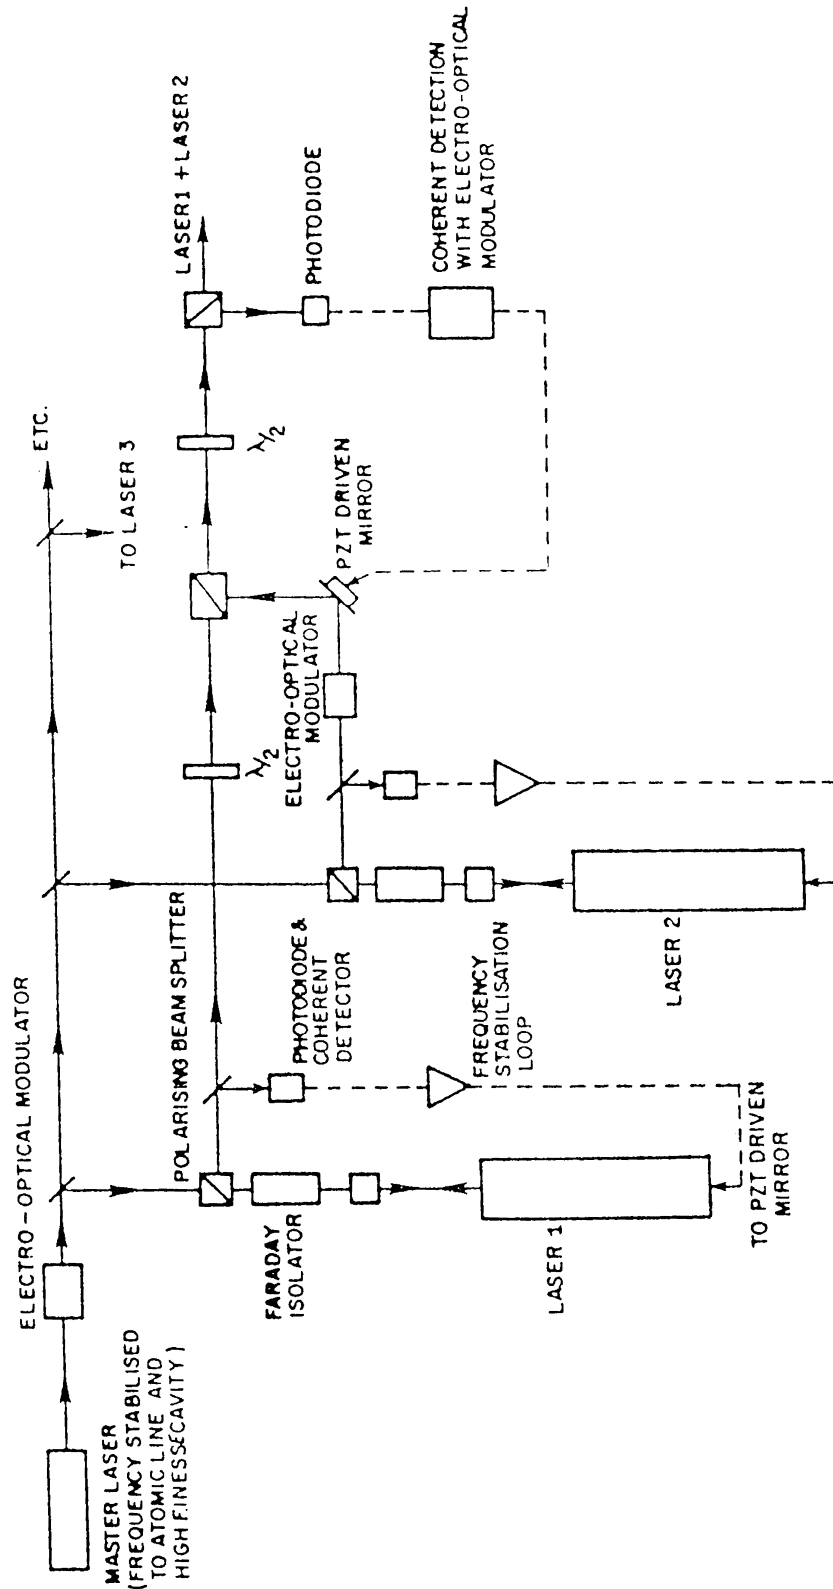 MASTER LASER
(FREQUENCY STABILISED
TO ATOMIC LINE AND
HIGH FINESSE CAVITY)
ELECTRO-OPTICAL MODULATOR
POLARISING BEAM SPLITTER
FARADAY
ISOLATOR
LASER 1
PHOTODIODE &
COHERENT
DETECTOR
FREQUENCY
STABILISATION
LOOP
TO PZT DRIVEN
MIRROR
LASER 2
λ/2
ELECTRO-OPTICAL
MODULATOR
PZT DRIVEN
MIRROR
TO LASER 3
ETC.
λ/2
LASER 1 + LASER 2
PHOTODIODE
COHERENT DETECTION
WITH ELECTRO-OPTICAL
MODULATOR